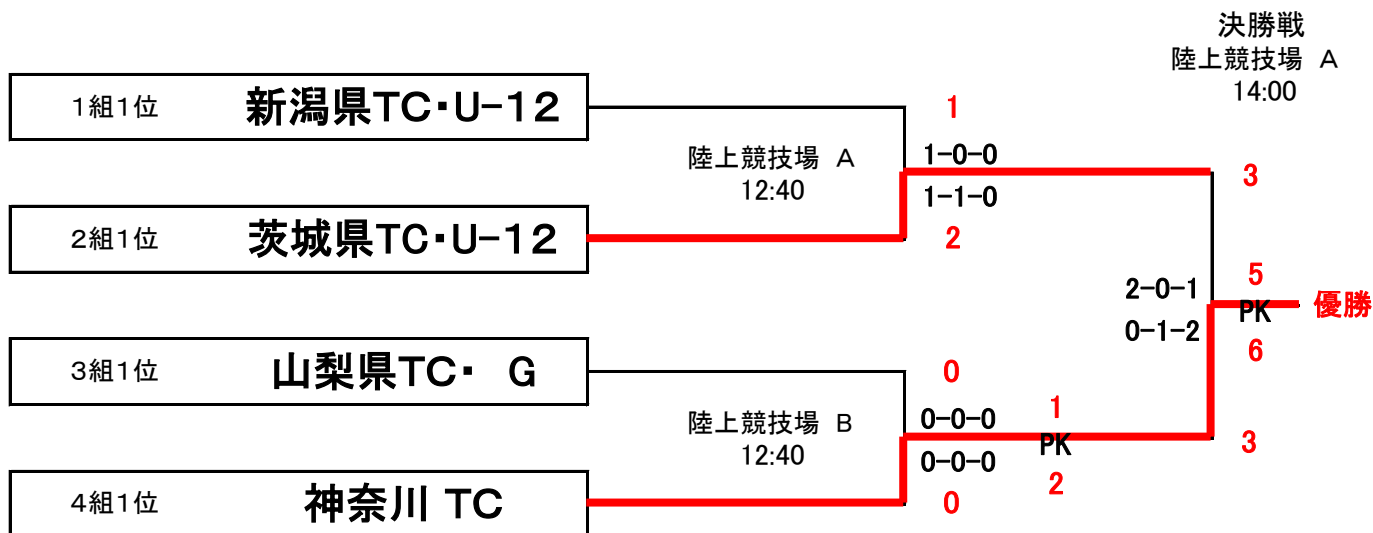 決勝戦
陸上競技場 A
14:00
1組1位 新潟県TC・U-12
1
陸上競技場 A
12:40
1-0-0
1-1-0
3
2組1位 茨城県TC・U-12
2
2-0-1
0-1-2
5
PK
6
優勝
3組1位 山梨県TC・ G
0
陸上競技場 B
12:40
0-0-0
0-0-0
1
PK
2
3
4組1位 神奈川 TC
0